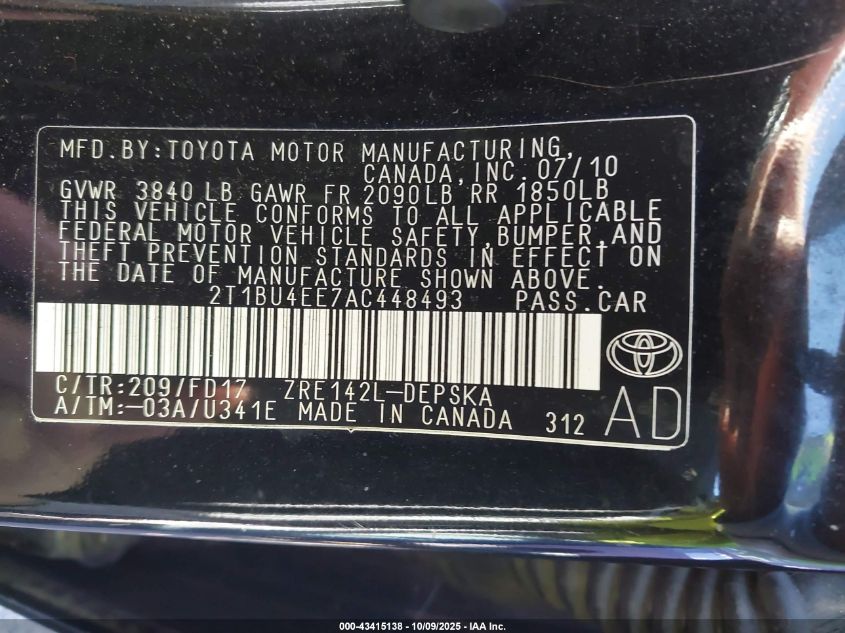 MFD.BY:TOYOTA MOTOR MANUFACTURING,
CANADA,INC.07/10
GVWR 3840 LB GAWR FR 2090LB RR 1850LB
THIS VEHICLE CONFORMS TO ALL APPLICABLE
FEDERAL MOTOR VEHICLE SAFETY,BUMPER,AND
THEFT PREVENTION STANDARDS IN EFFECT ON
THE DATE OF MANUFACTURE SHOWN ABOVE.
2T1BU4EE7AC448493 PASS.CAR
C/TR:209/FD17 ZRE142L-DEPSKA
A/TM:-03A/U341E MADE IN CANADA 312 AD
000-43415138 - 10/09/2025 - IAA Inc.